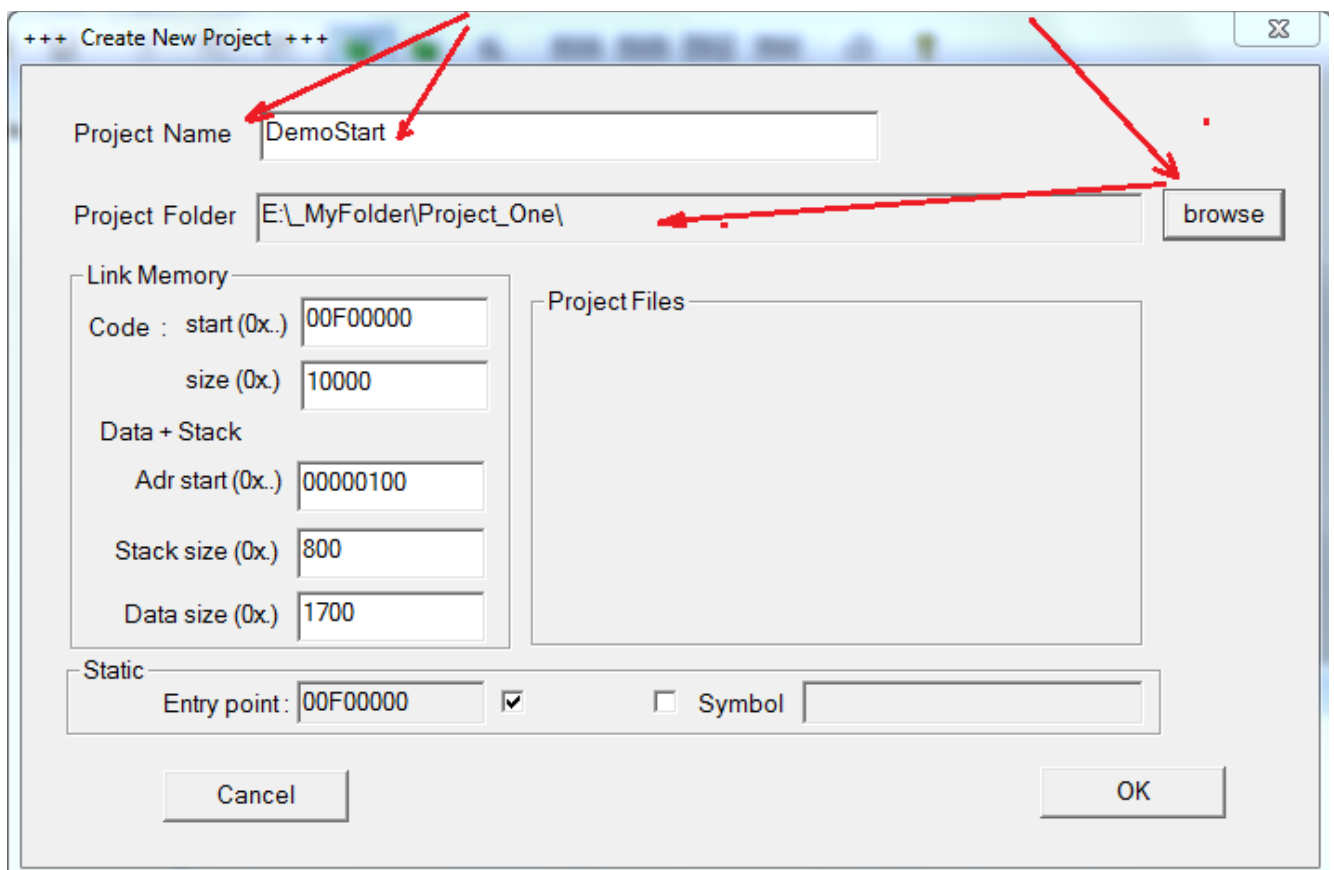 +++ Create New Project +++
Project Name DemoStart
Project Folder E:\_MyFolder\Project_One\ browse
Link Memory
Code : start (0x..) 00F00000
size (0x.) 10000
Data + Stack
Adr start (0x..) 00000100
Stack size (0x.) 800
Data size (0x.) 1700
Project Files
Static
Entry point : 00F00000 Symbol
Cancel OK